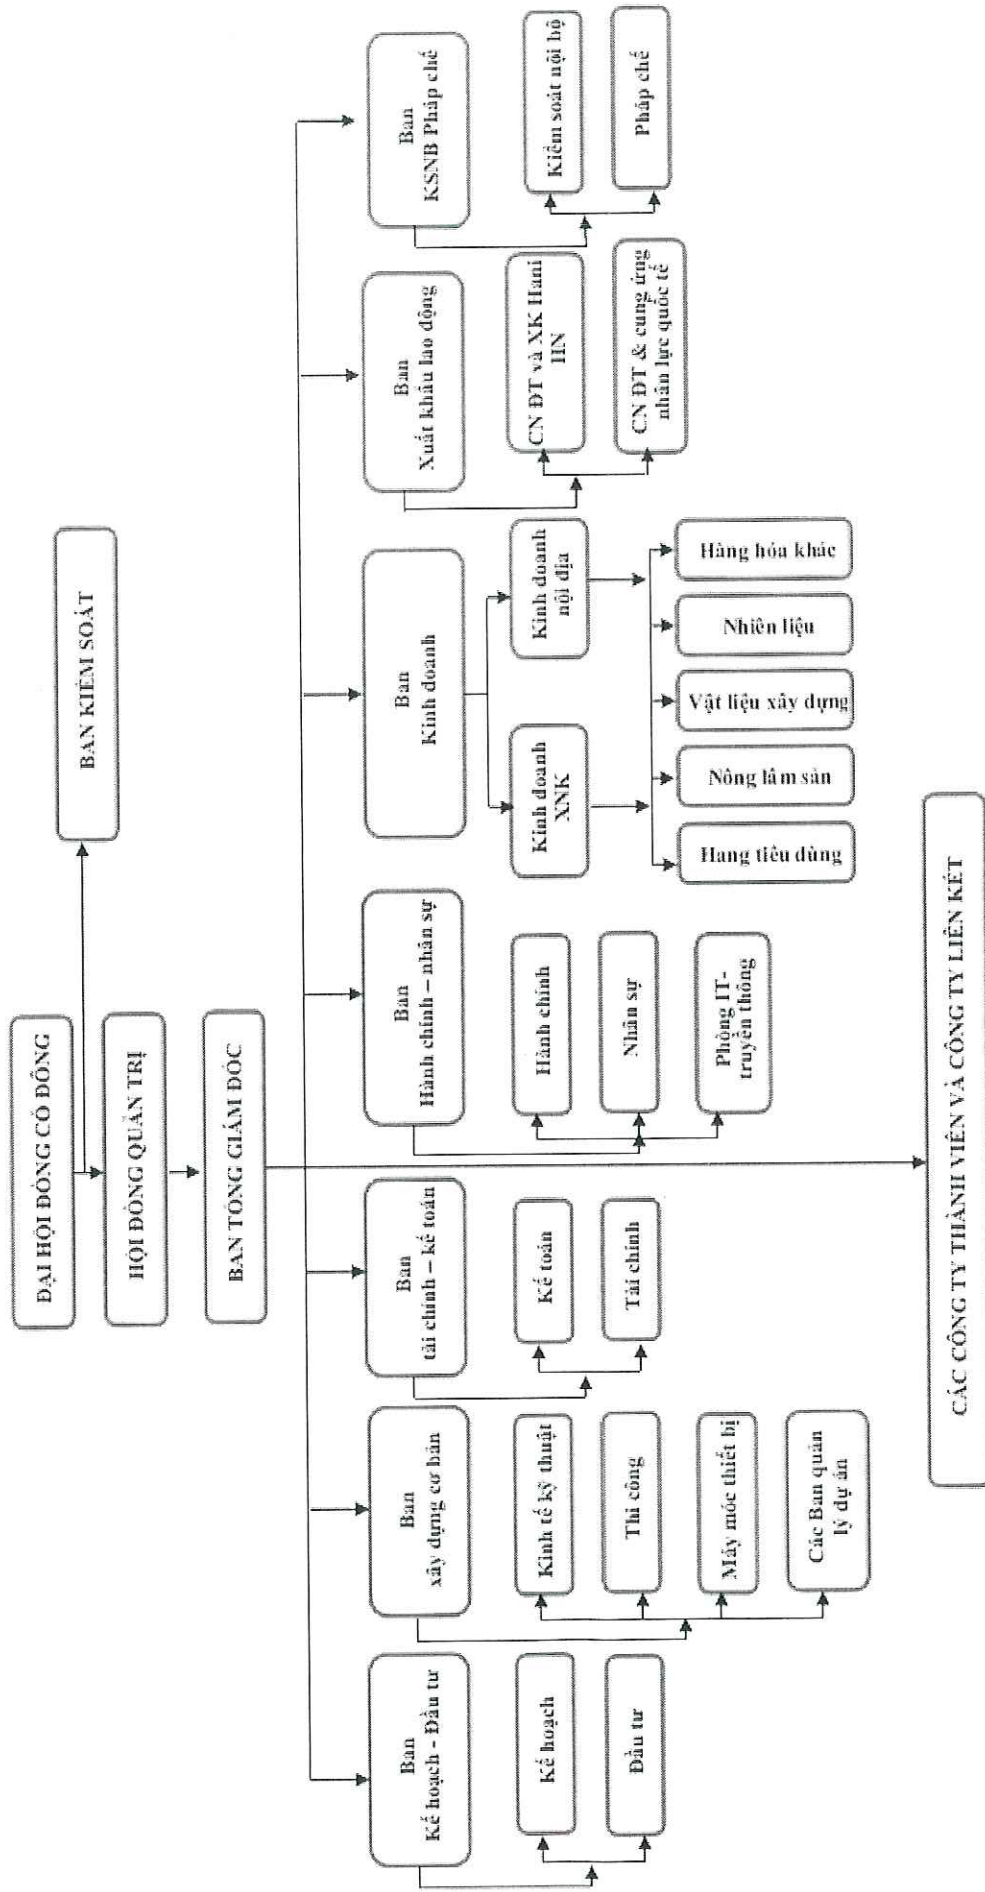 ĐẠI HỘI ĐỒNG CỔ ĐÔNG
BAN KIỂM SOÁT
HỘI ĐỒNG QUẢN TRỊ
BAN TỔNG GIÁM ĐỐC
Ban
Kế hoạch - Đầu tư
Ban
xây dựng cơ bản
Ban
tài chính – kế toán
Ban
Hành chính – nhân sự
Ban
Kinh doanh
Ban
Xuất khẩu lao động
Ban
KSNB Pháp chế
Kế hoạch
Đầu tư
Kinh tế kỹ thuật
Thi công
Máy móc thiết bị
Các Ban quản
lý dự án
Kế toán
Tài chính
Hành chính
Nhân sự
Phòng IT-
truyền thông
Kinh doanh
XNK
Kinh doanh
nội địa
Hang tiêu dùng
Nông lâm sản
Vật liệu xây dựng
Nhiên liệu
Hàng hóa khác
CN ĐT và XK Hani
HN
CN ĐT & cung ứng
nhân lực quốc tế
Kiểm soát nội bộ
Pháp chế
CÁC CÔNG TY THÀNH VIÊN VÀ CÔNG TY LIÊN KẾT